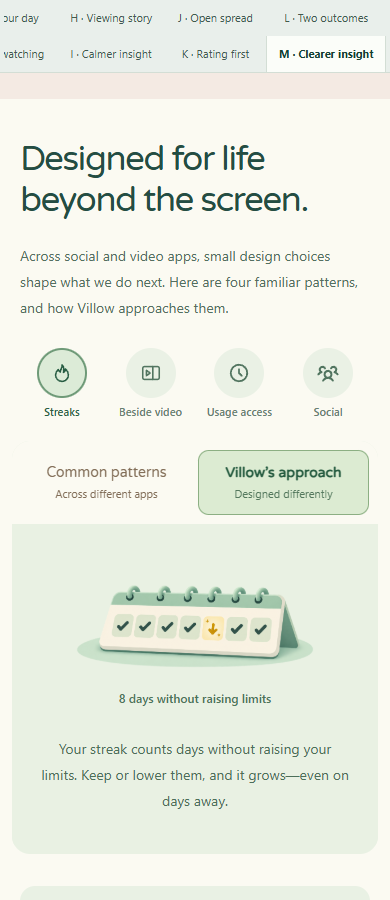 our day
H · Viewing story
J · Open spread
L · Two outcomes
watching
I · Calmer insight
K · Rating first
M · Clearer insight
Designed for life
beyond the screen.
Across social and video apps, small design choices
shape what we do next. Here are four familiar patterns,
and how Villow approaches them.
Streaks
Beside video
Usage access
Social
Common patterns
Across different apps
Villow's approach
Designed differently
8 days without raising limits
Your streak counts days without raising your
limits. Keep or lower them, and it grows—even on
days away.